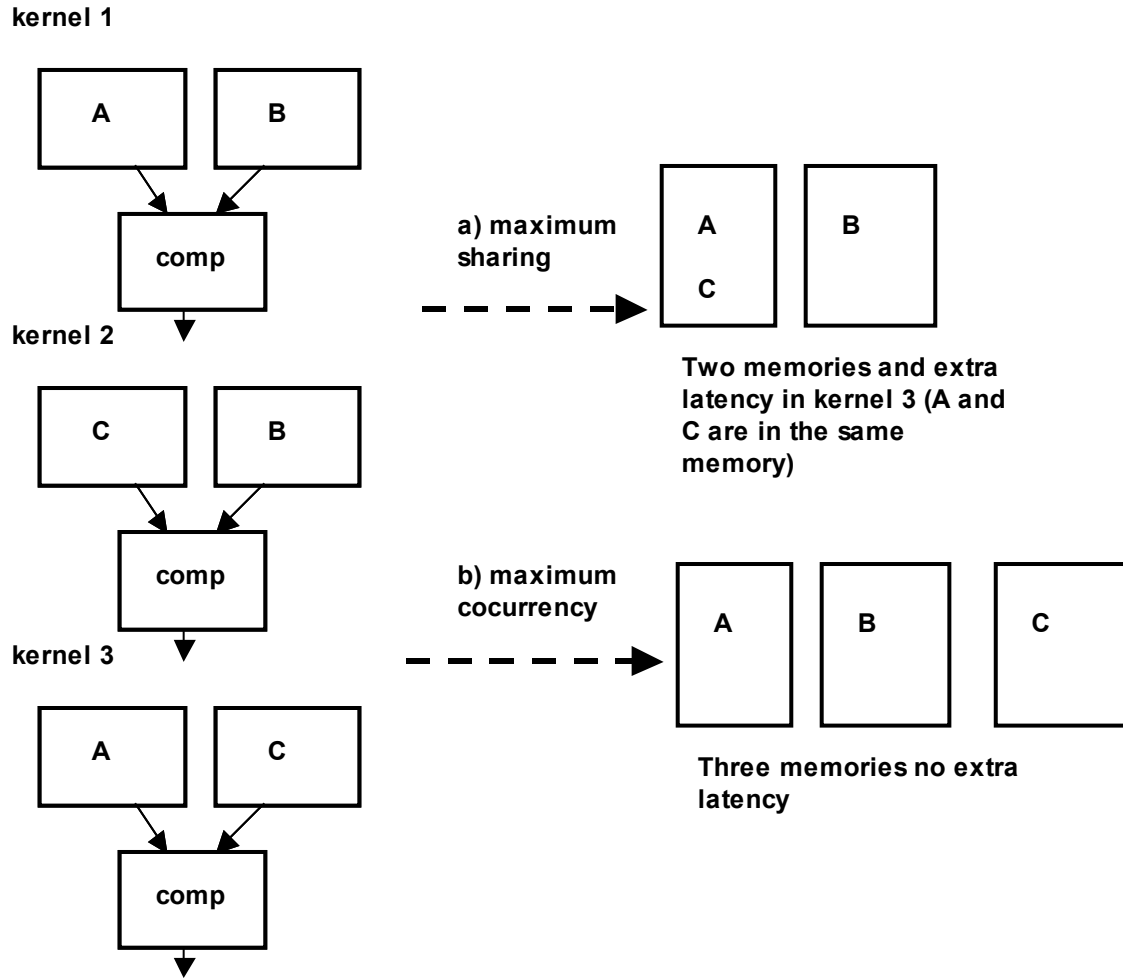 kernel 1
A
B
comp
kernel 2
C
B
comp
kernel 3
A
C
comp
a) maximum
sharing
A
C
B
Two memories and extra
latency in kernel 3 (A and
C are in the same
memory)
b) maximum
cocurrency
A
B
C
Three memories no extra
latency